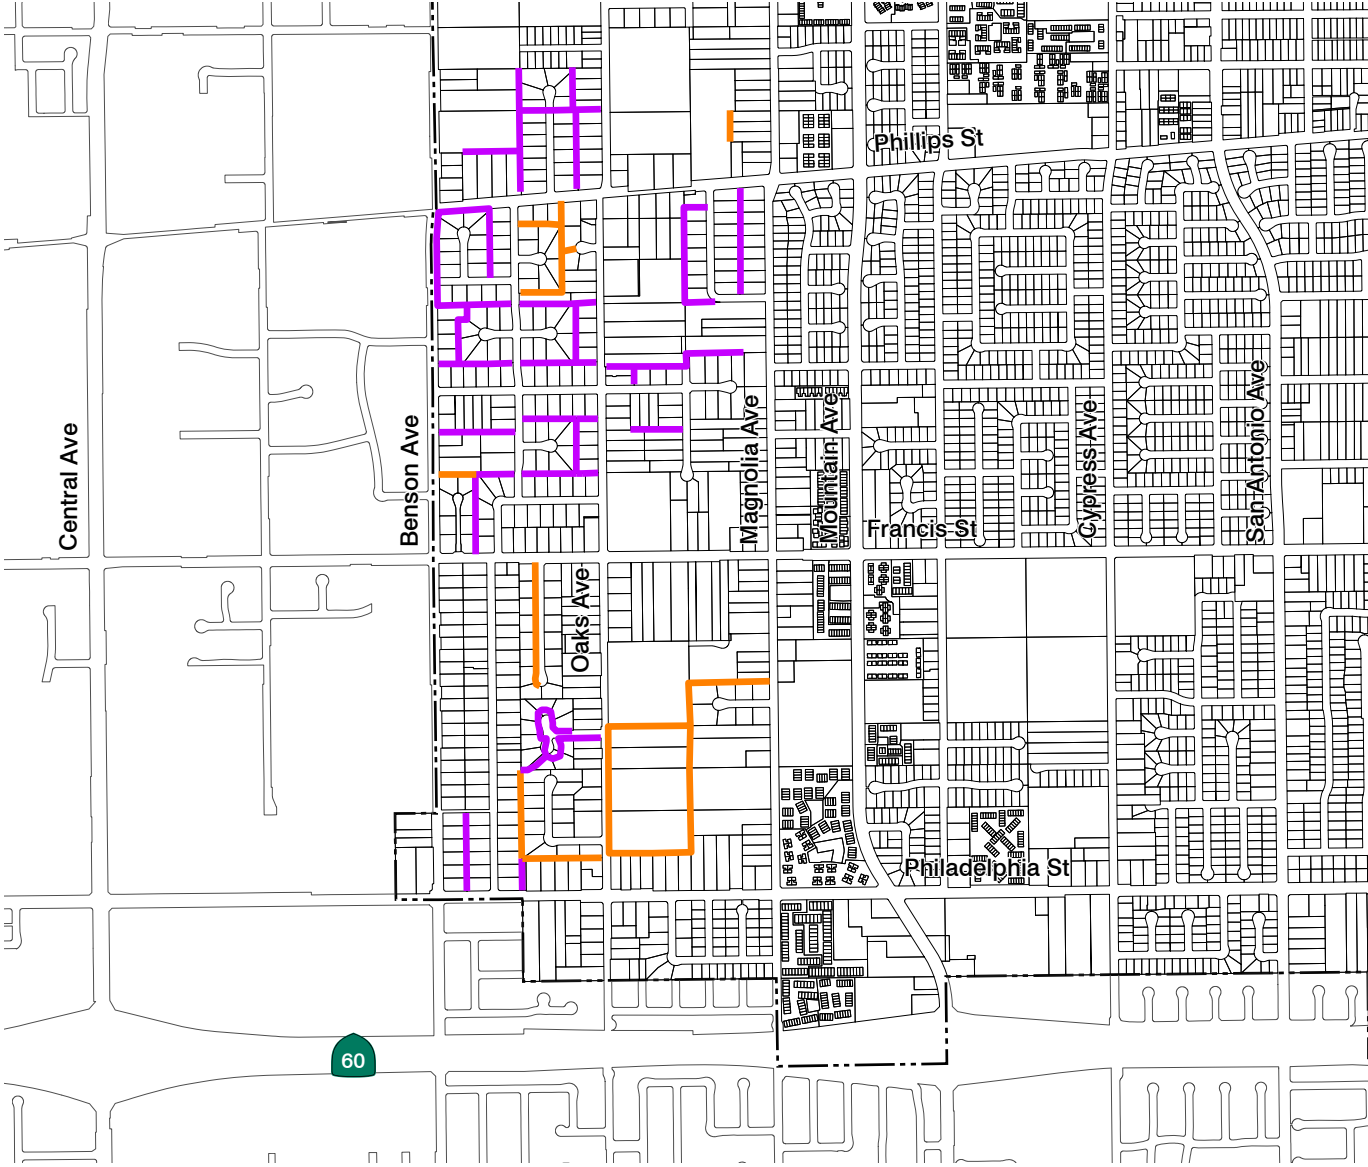 Phillips St
Central Ave
Benson Ave
Magnolia Ave
Mountain Ave
Cypress Ave
San Antonio Ave
Francis St
Oaks Ave
Philadelphia St
60